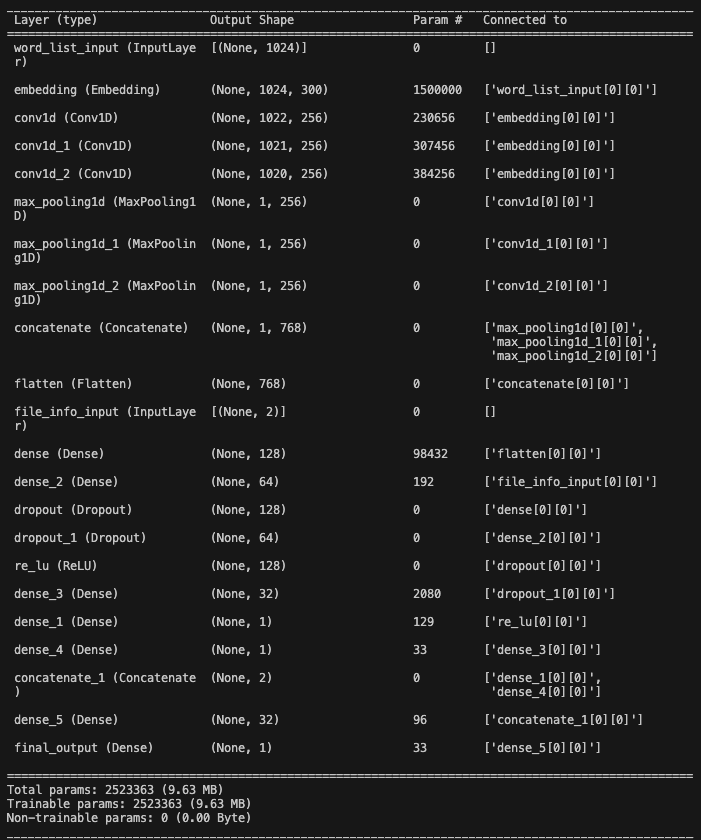 Layer (type) Output Shape Param # Connected to
word_list_input (InputLaye [(None, 1024)] 0 []
r)
embedding (Embedding) (None, 1024, 300) 1500000 ['word_list_input[0][0]']
conv1d (Conv1D) (None, 1022, 256) 230656 ['embedding[0][0]']
conv1d_1 (Conv1D) (None, 1021, 256) 307456 ['embedding[0][0]']
conv1d_2 (Conv1D) (None, 1020, 256) 384256 ['embedding[0][0]']
max_pooling1d (MaxPooling1 (None, 1, 256) 0 ['conv1d[0][0]']
D)
max_pooling1d_1 (MaxPoolin (None, 1, 256) 0 ['conv1d_1[0][0]']
g1D)
max_pooling1d_2 (MaxPoolin (None, 1, 256) 0 ['conv1d_2[0][0]']
g1D)
concatenate (Concatenate) (None, 1, 768) 0 ['max_pooling1d[0][0]',
'max_pooling1d_1[0][0]',
'max_pooling1d_2[0][0]']
flatten (Flatten) (None, 768) 0 ['concatenate[0][0]']
file_info_input (InputLaye [(None, 2)] 0 []
r)
dense (Dense) (None, 128) 98432 ['flatten[0][0]']
dense_2 (Dense) (None, 64) 192 ['file_info_input[0][0]']
dropout (Dropout) (None, 128) 0 ['dense[0][0]']
dropout_1 (Dropout) (None, 64) 0 ['dense_2[0][0]']
re_lu (ReLU) (None, 128) 0 ['dropout[0][0]']
dense_3 (Dense) (None, 32) 2080 ['dropout_1[0][0]']
dense_1 (Dense) (None, 1) 129 ['re_lu[0][0]']
dense_4 (Dense) (None, 1) 33 ['dense_3[0][0]']
concatenate_1 (Concatenate (None, 2) 0 ['dense_1[0][0]',
) 'dense_4[0][0]']
dense_5 (Dense) (None, 32) 96 ['concatenate_1[0][0]']
final_output (Dense) (None, 1) 33 ['dense_5[0][0]']
Total params: 2523363 (9.63 MB)
Trainable params: 2523363 (9.63 MB)
Non-trainable params: 0 (0.00 Byte)